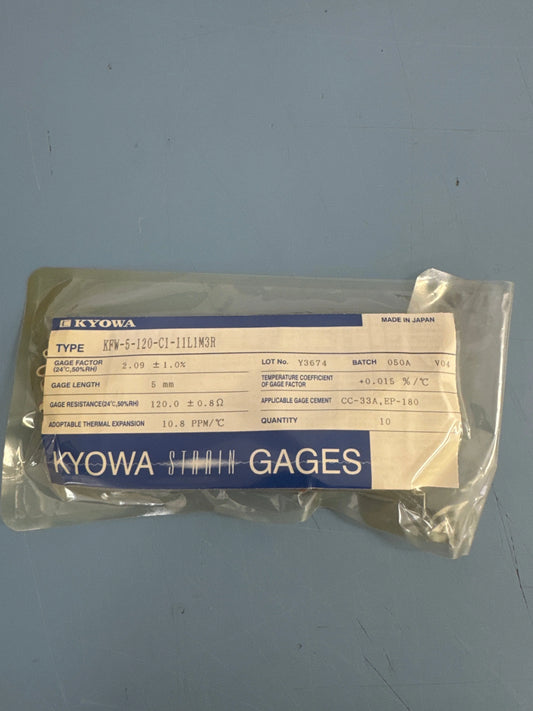 KYOWA
MADE IN JAPAN
TYPE KFW-5-120-C1-11L1M3R
GAGE FACTOR (24℃,50%RH) 2.09 ±1.0%
LOT No. Y3674 BATCH 050A V04
GAGE LENGTH 5 mm
TEMPERATURE COEFFICIENT OF GAGE FACTOR +0.015 %/℃
GAGE RESISTANCE(24℃,50%RH) 120.0 ±0.8Ω
APPLICABLE GAGE CEMENT CC-33A,EP-180
ADOPTABLE THERMAL EXPANSION 10.8 PPM/℃
QUANTITY 10
KYOWA STRAIN GAGES